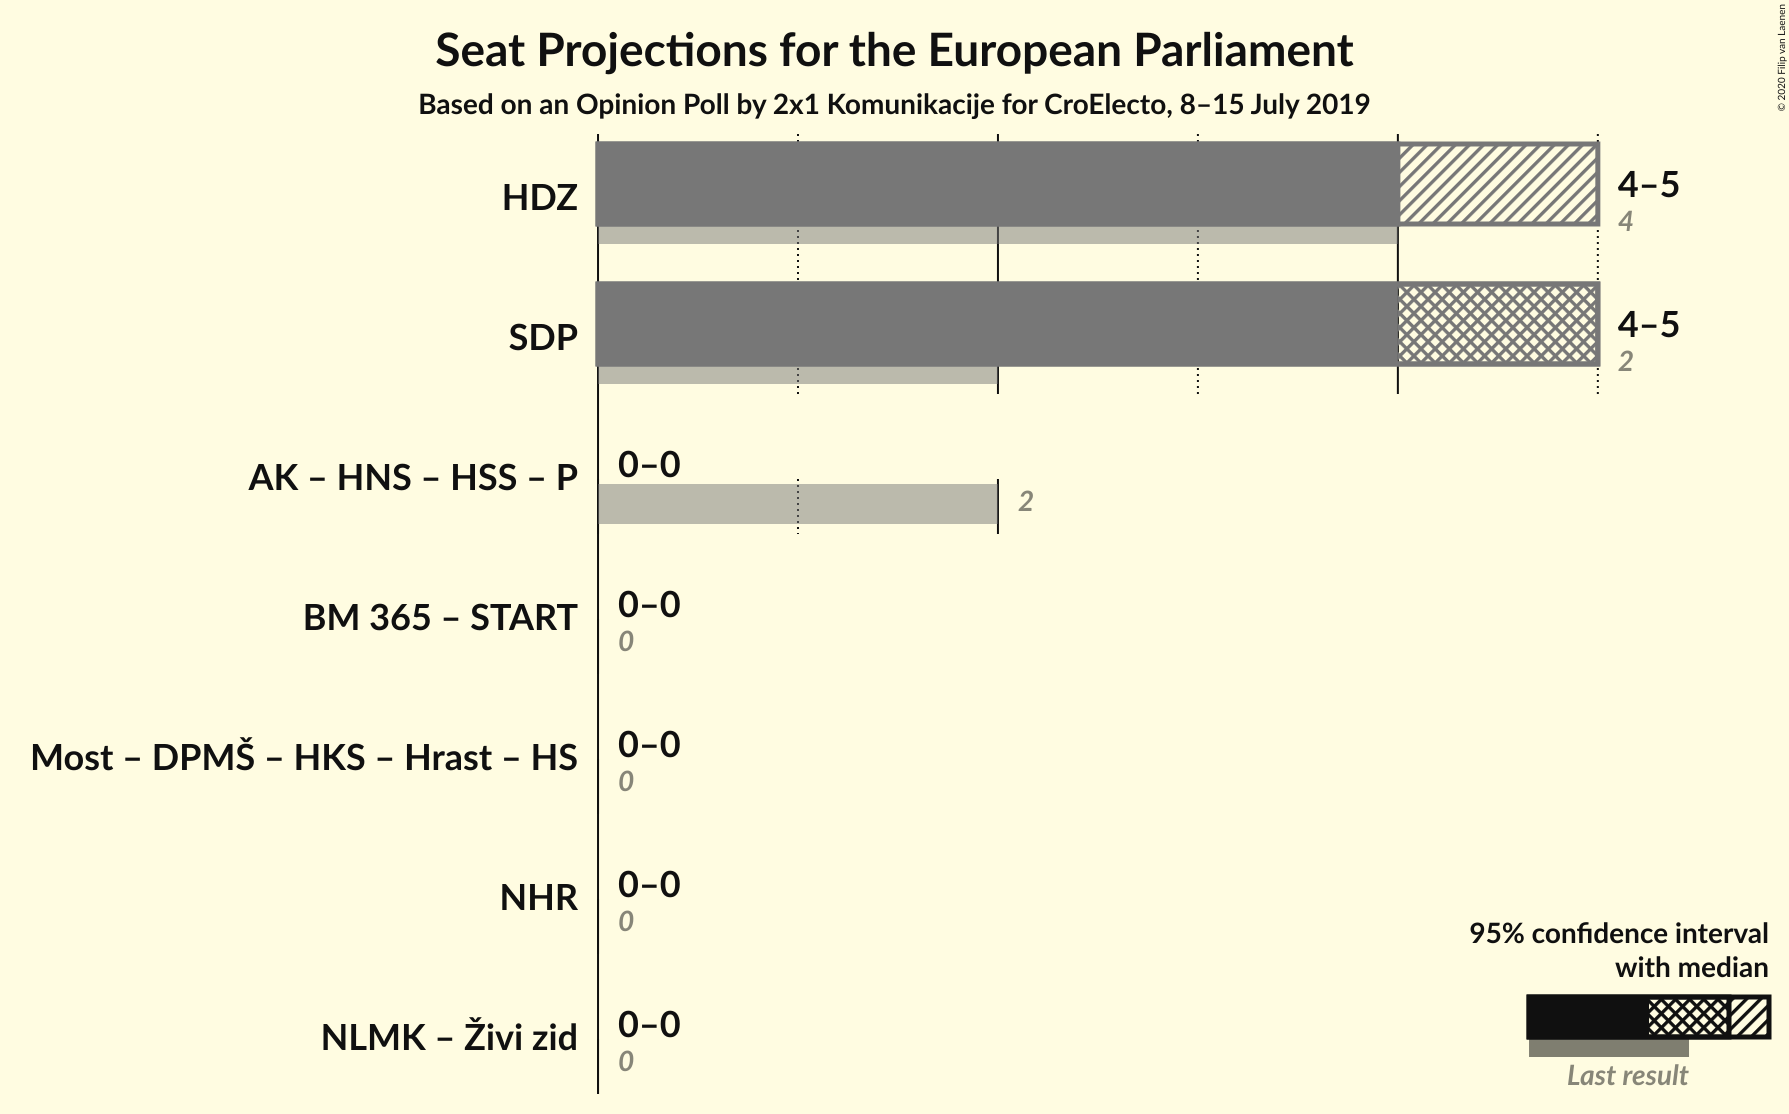 Seat Projections for the European Parliament
Based on an Opinion Poll by 2x1 Komunikacije for CroElecto, 8–15 July 2019
© 2020 Filip van Laenen
HDZ
4–5
4
SDP
4–5
2
AK – HNS – HSS – P
0–0
2
BM 365 – START
0–0
0
Most – DPMŠ – HKS – Hrast – HS
0–0
0
NHR
0–0
0
NLMK – Živi zid
0–0
0
95% confidence interval
with median
Last result